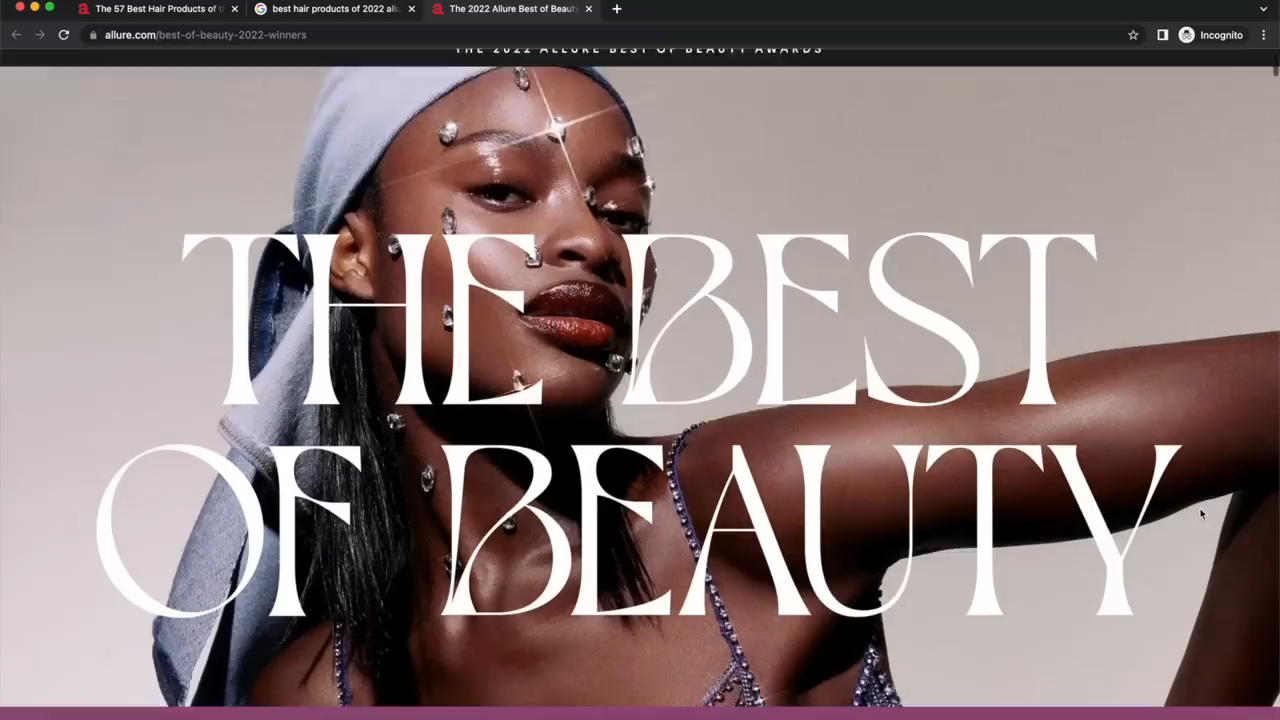 The 57 Best Hair Products of t
best hair products of 2022 all
The 2022 Allure Best of Beaut
allure.com/best-of-beauty-2022-winners
Incognito
THE 2022 ALLURE BEST OF BEAUTY AWARDS
THE BEST
OF BEAUTY